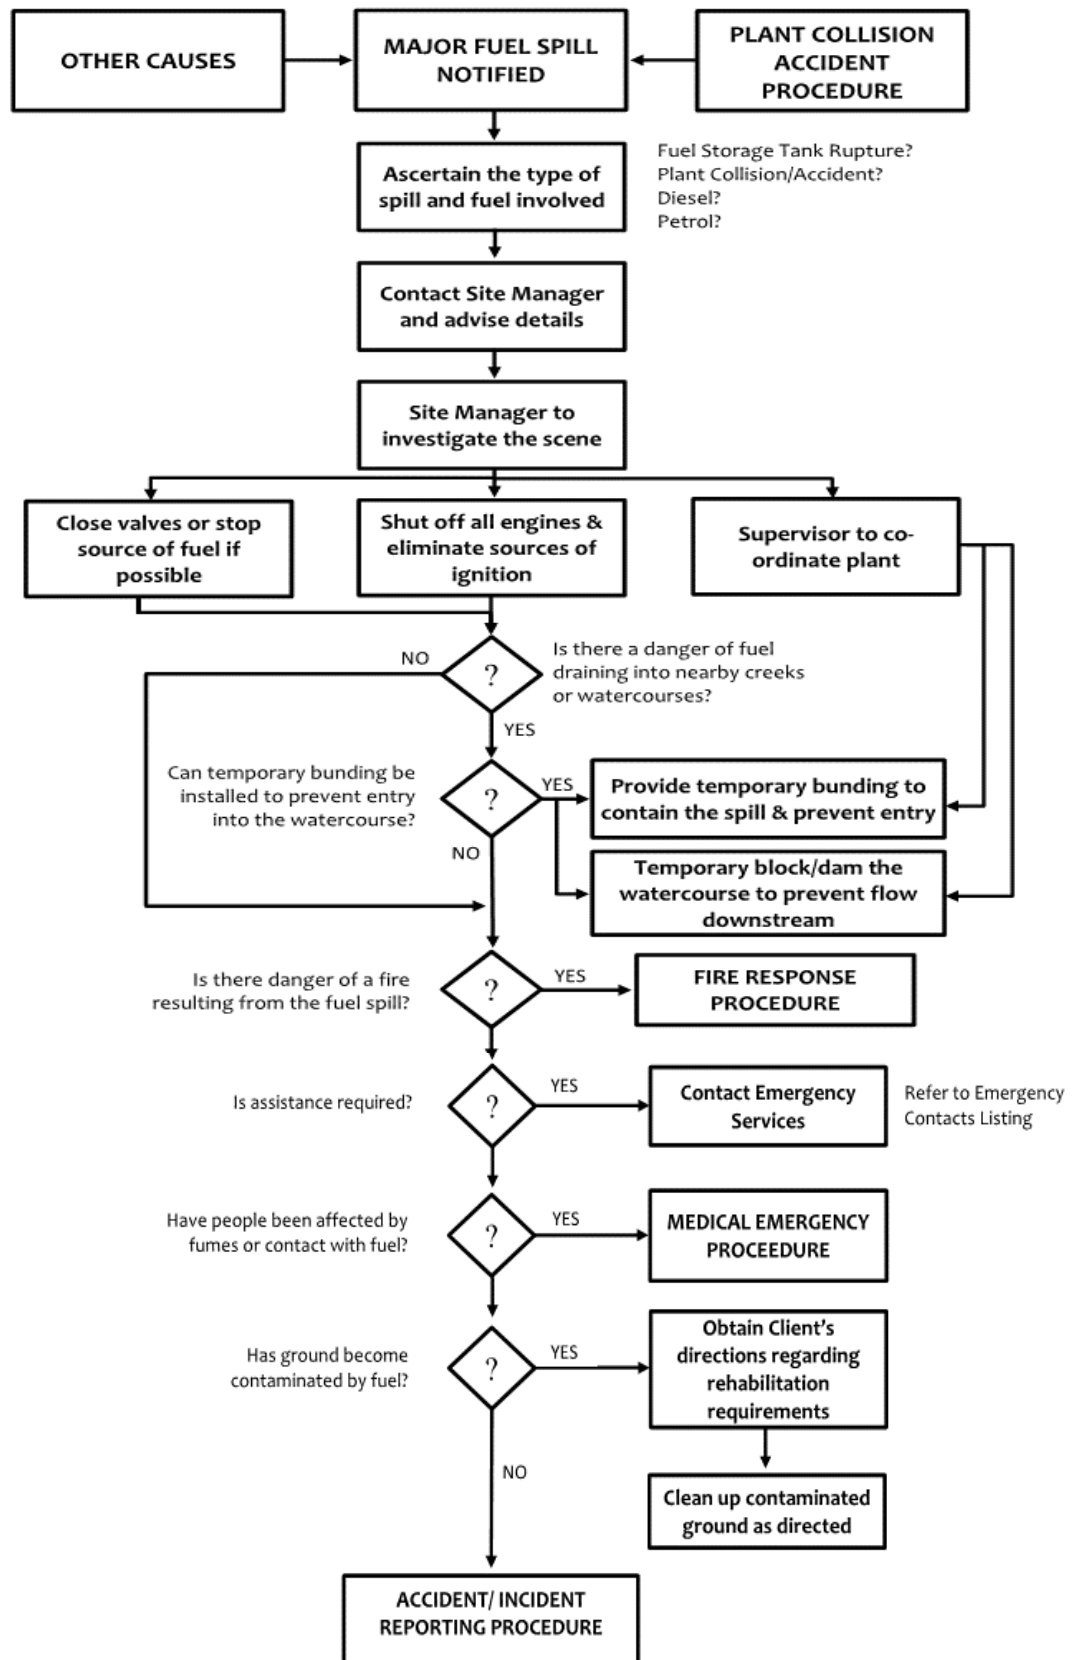 OTHER CAUSES
MAJOR FUEL SPILL
NOTIFIED
PLANT COLLISION
ACCIDENT
PROCEDURE
Ascertain the type of
spill and fuel involved
Fuel Storage Tank Rupture?
Plant Collision/Accident?
Diesel?
Petrol?
Contact Site Manager
and advise details
Site Manager to
investigate the scene
Close valves or stop
source of fuel if
possible
Shut off all engines &
eliminate sources of
ignition
Supervisor to co-
ordinate plant
NO
?
Is there a danger of fuel
draining into nearby creeks
or watercourses?
YES
Can temporary bunding be
installed to prevent entry
into the watercourse?
?
YES
Provide temporary bunding to
contain the spill & prevent entry
NO
Temporary block/dam the
watercourse to prevent flow
downstream
Is there danger of a fire
resulting from the fuel spill?
?
YES
FIRE RESPONSE
PROCEDURE
Is assistance required?
?
YES
Contact Emergency
Services
Refer to Emergency
Contacts Listing
Have people been affected by
fumes or contact with fuel?
?
YES
MEDICAL EMERGENCY
PROCEEDURE
Has ground become
contaminated by fuel?
?
YES
Obtain Client's
directions regarding
rehabilitation
requirements
NO
Clean up contaminated
ground as directed
ACCIDENT/ INCIDENT
REPORTING PROCEDURE